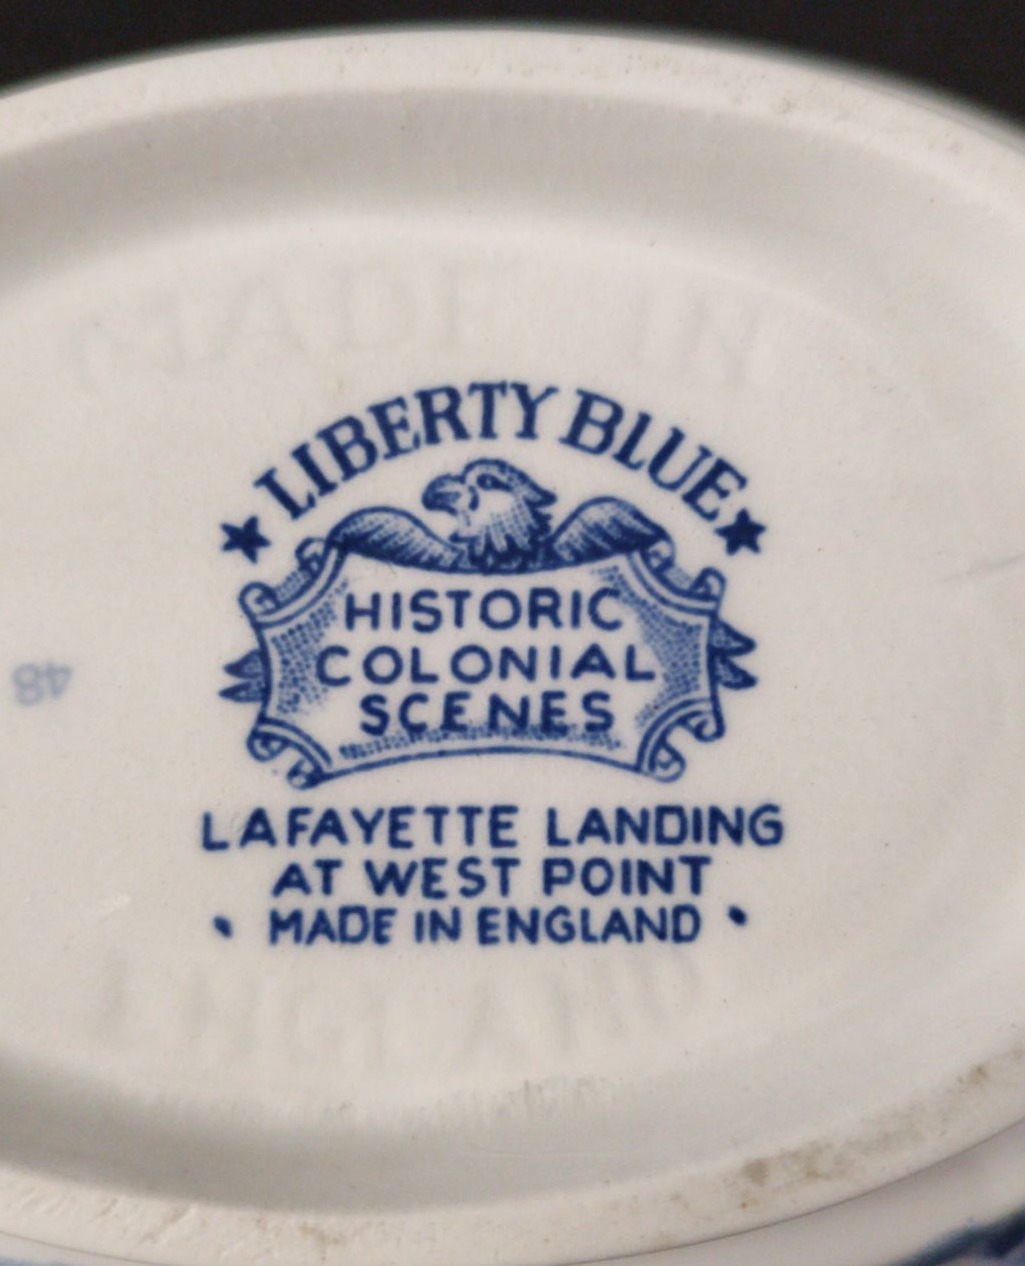 LIBERTY BLUE
HISTORIC
COLONIAL
SCENES
LAFAYETTE LANDING
AT WEST POINT
• MADE IN ENGLAND •
48